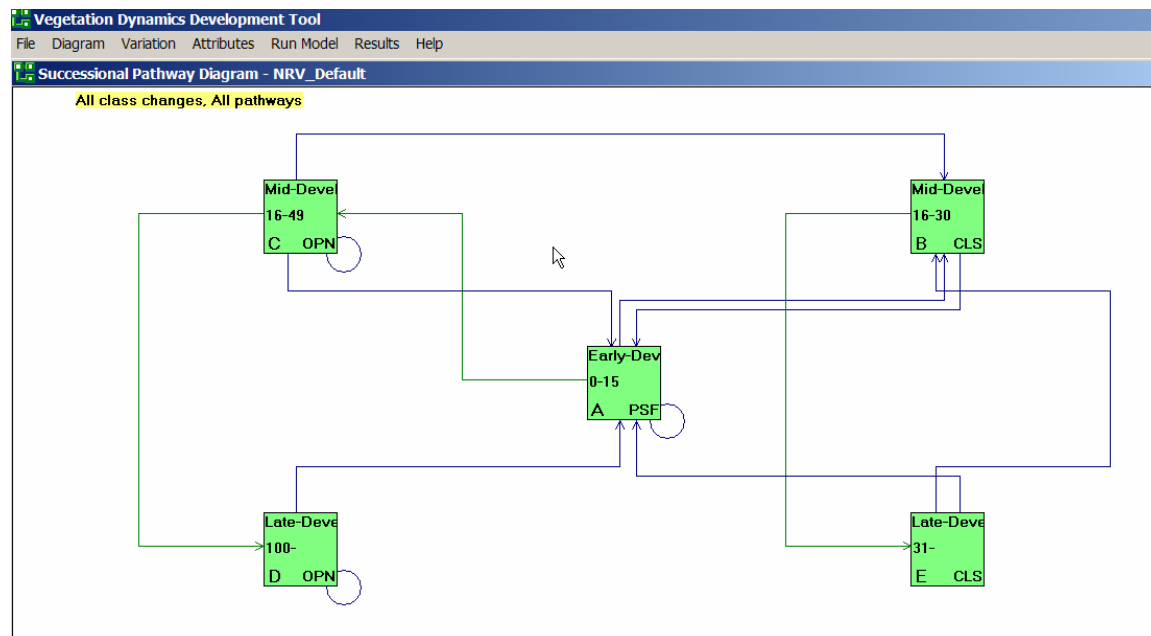 Vegetation Dynamics Development Tool
File Diagram Variation Attributes Run Model Results Help
Successional Pathway Diagram - NRV_Default
All class changes, All pathways
Mid-Devel
16-49
C OPN
Mid-Devel
16-30
B CLS
Early-Dev
0-15
A PSF
Late-Deve
100-
D OPN
Late-Deve
31-
E CLS